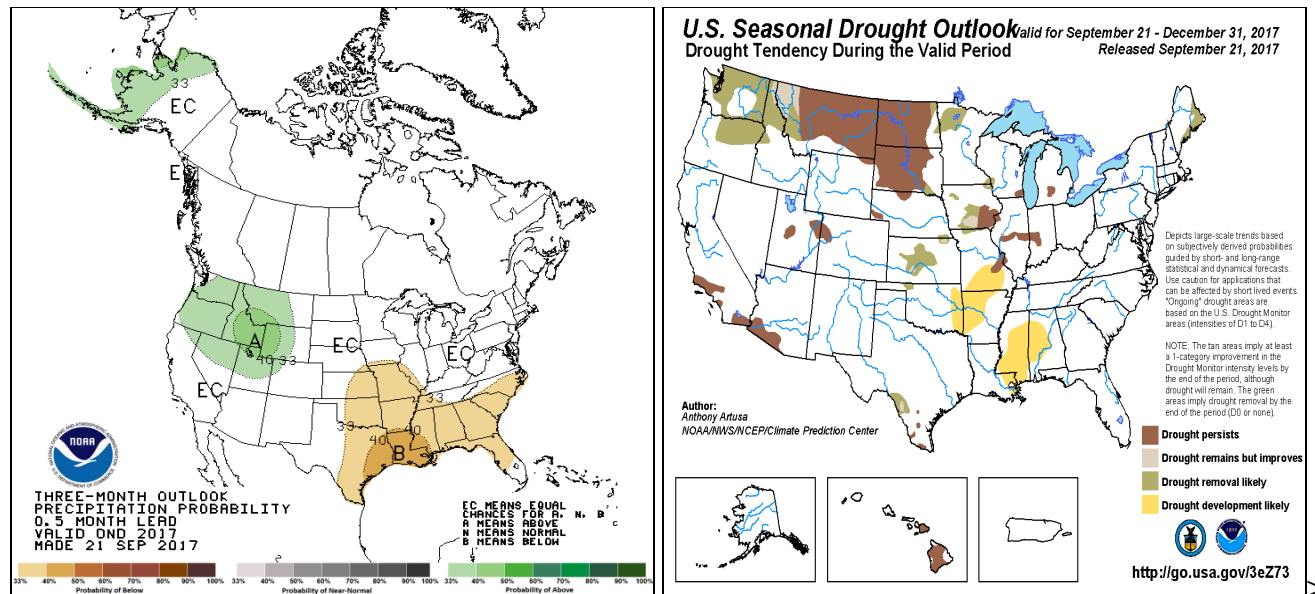 33
EC
E
A
40 33
EC
EC
EC
33
33
40
40
B
NOAA
NATIONAL OCEANIC AND ATMOSPHERIC ADMINISTRATION
U.S. DEPARTMENT OF COMMERCE
THREE-MONTH OUTLOOK
PRECIPITATION PROBABILITY
0.5 MONTH LEAD
VALID OND 2017
MADE 21 SEP 2017
EC MEANS EQUAL
CHANCES FOR A, N, B
A MEANS ABOVE
N MEANS NORMAL
B MEANS BELOW
33% 40% 50% 60% 70% 80% 90% 100%
Probability of Below
33% 40% 50% 60% 70% 80% 90% 100%
Probability of Near-Normal
33% 40% 50% 60% 70% 80% 90% 100%
Probability of Above
U.S. Seasonal Drought Outlook
Drought Tendency During the Valid Period
Valid for September 21 - December 31, 2017
Released September 21, 2017
Depicts large-scale trends based
on subjectively derived probabilities
guided by short- and long-range
statistical and dynamical forecasts.
Use caution for applications that
can be affected by short lived events.
"Ongoing" drought areas are
based on the U.S. Drought Monitor
areas (intensities of D1 to D4).
NOTE: The tan areas imply at least
a 1-category improvement in the
Drought Monitor intensity levels by
the end of the period, although
drought will remain. The green
areas imply drought removal by the
end of the period (D0 or none).
Author:
Anthony Artusa
NOAA/NWS/NCEP/Climate Prediction Center
Drought persists
Drought remains but improves
Drought removal likely
Drought development likely
http://go.usa.gov/3eZ73